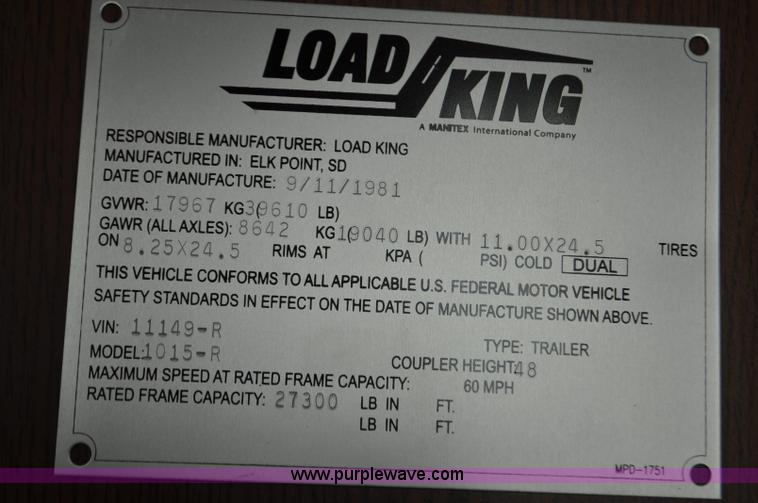 LOAD KING™
A MANITEX International Company
RESPONSIBLE MANUFACTURER: LOAD KING
MANUFACTURED IN: ELK POINT, SD
DATE OF MANUFACTURE: 9/11/1981
GVWR: 17967 KG (39610 LB)
GAWR (ALL AXLES): 8642 KG (19040 LB) WITH 11.00X24.5 TIRES
ON 8.25X24.5 RIMS AT KPA ( PSI) COLD DUAL
THIS VEHICLE CONFORMS TO ALL APPLICABLE U.S. FEDERAL MOTOR VEHICLE
SAFETY STANDARDS IN EFFECT ON THE DATE OF MANUFACTURE SHOWN ABOVE.
VIN: 11149-R TYPE: TRAILER
MODEL: 1015-R COUPLER HEIGHT: 48
MAXIMUM SPEED AT RATED FRAME CAPACITY: 60 MPH
RATED FRAME CAPACITY: 27300 LB IN FT.
LB IN FT.
MPD-1751
www.purplewave.com